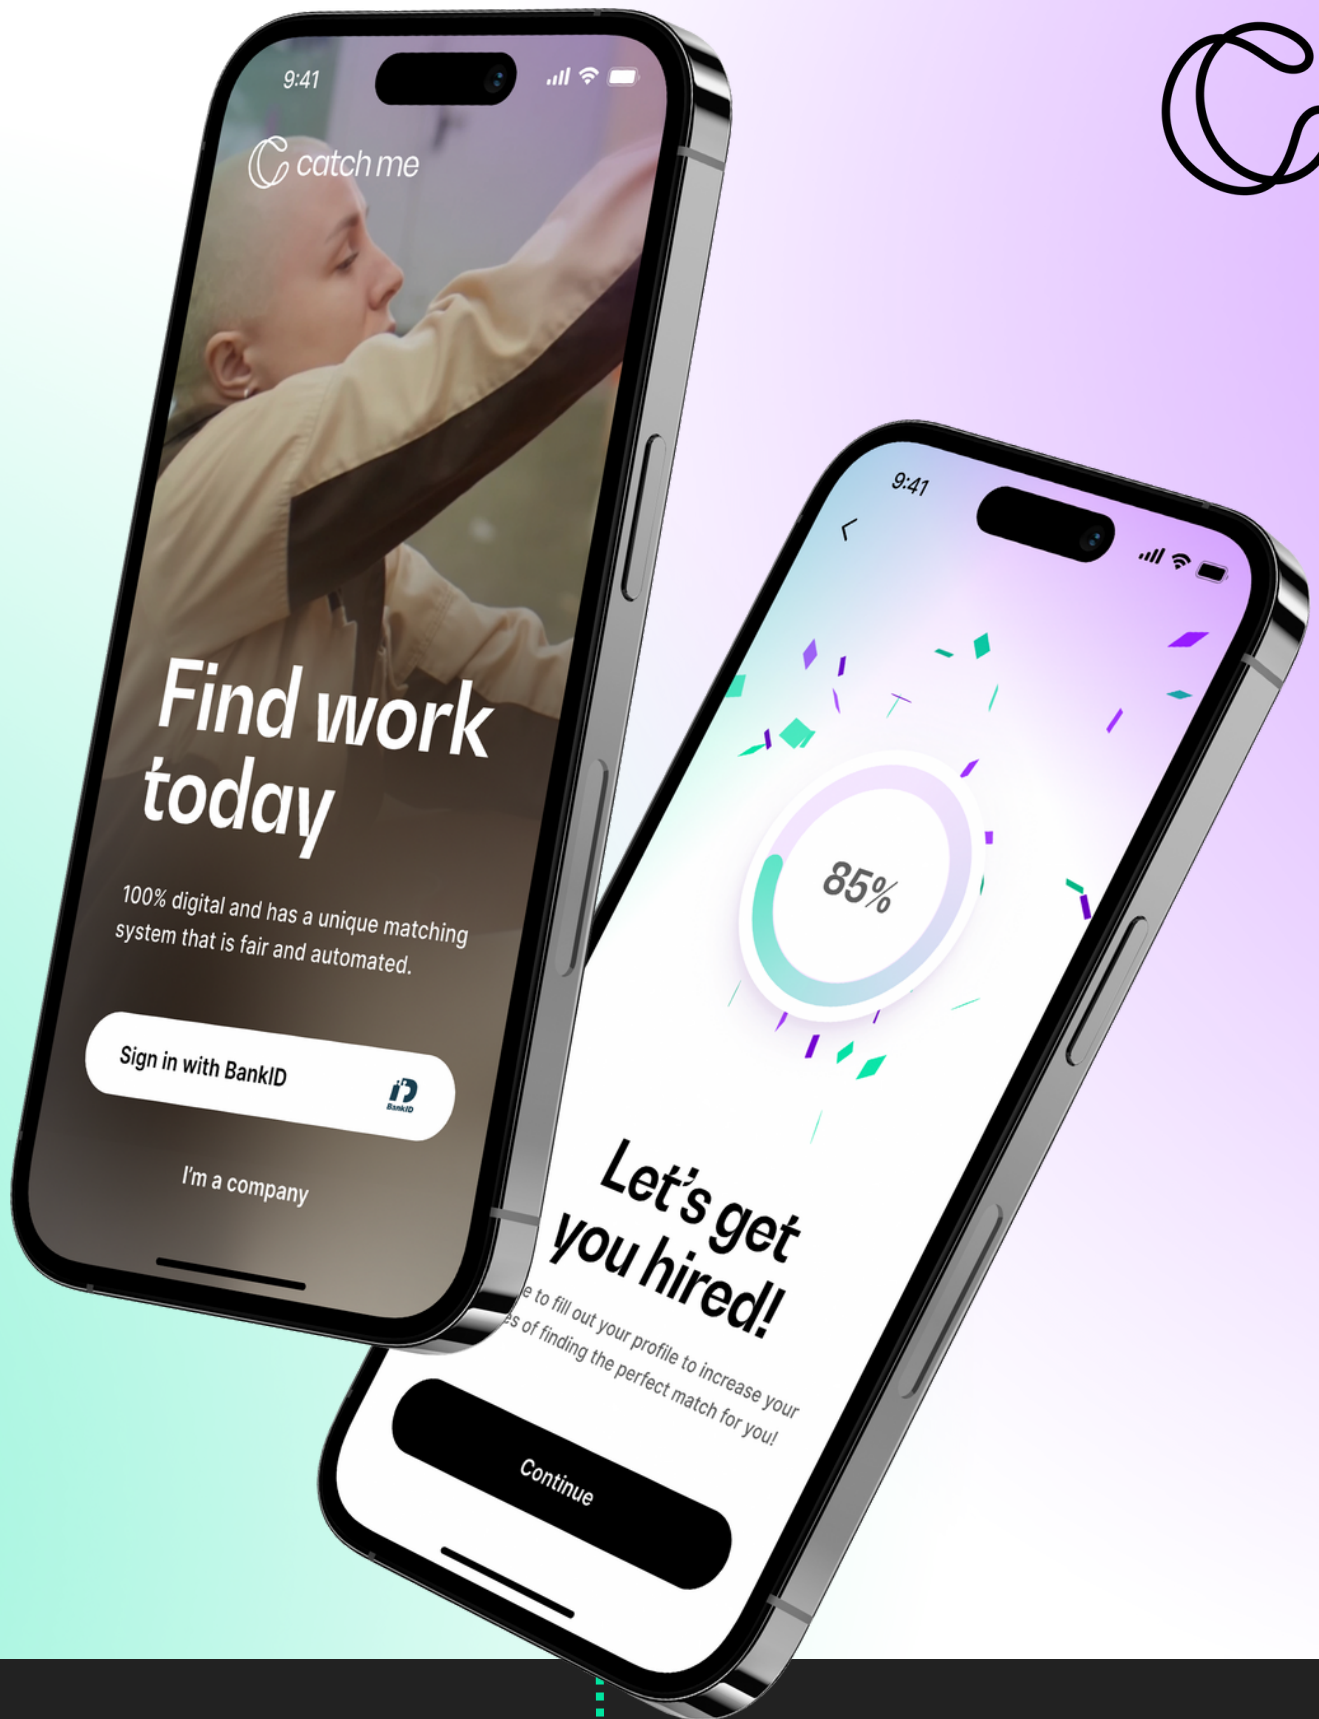 9:41
catch me
Find work
today
100% digital and has a unique matching
system that is fair and automated.
Sign in with BankID
BankID
I'm a company
9:41
85%
Let's get
you hired!
to fill out your profile to increase your
of finding the perfect match for you!
Continue